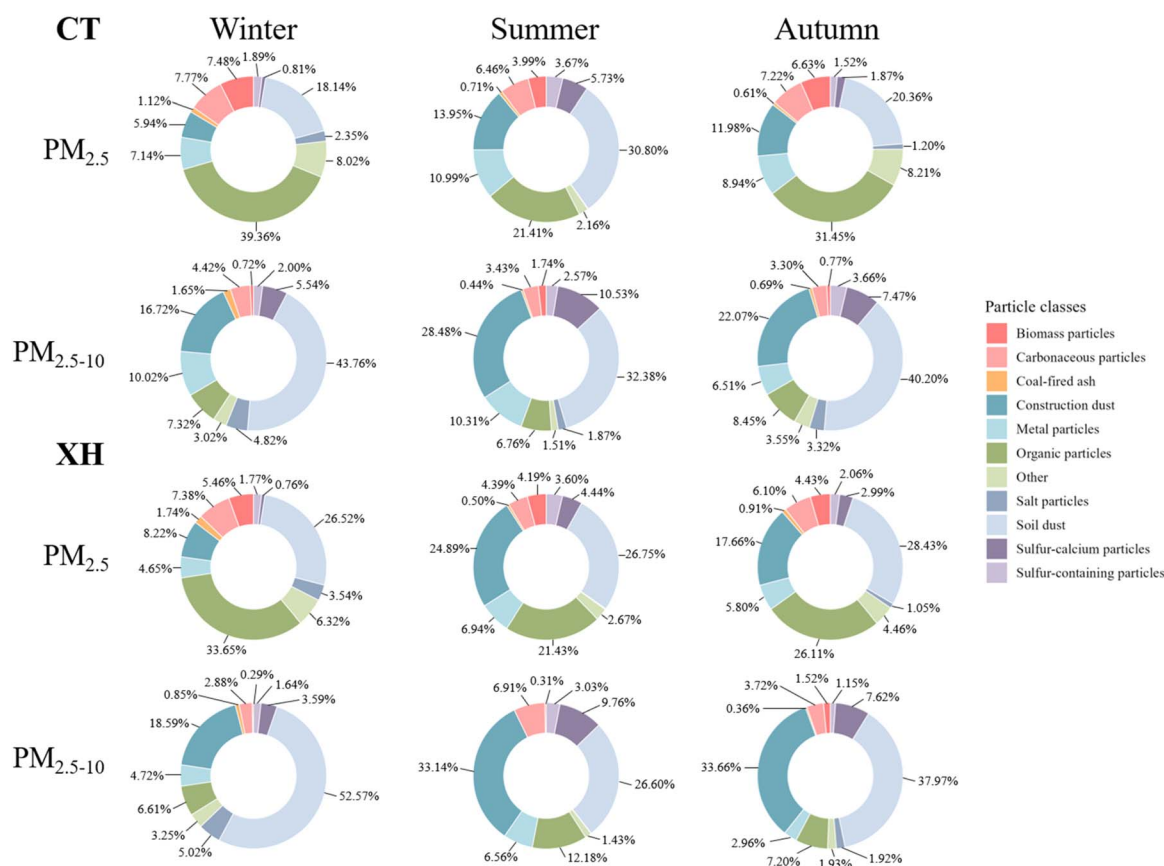 CT Winter Summer Autumn
PM2.5
7.48% 1.89% 0.81% 18.14% 2.35% 8.02% 39.36% 7.14% 5.94% 1.12% 7.77%
3.99% 3.67% 5.73% 30.80% 2.16% 21.41% 10.99% 13.95% 0.71% 6.46%
6.63% 1.52% 1.87% 20.36% 1.20% 8.21% 31.45% 8.94% 11.98% 0.61% 7.22%
PM2.5-10
0.72% 2.00% 5.54% 43.76% 4.82% 3.02% 7.32% 10.02% 16.72% 1.65% 4.42%
1.74% 2.57% 10.53% 32.38% 1.87% 1.51% 6.76% 10.31% 28.48% 0.44% 3.43%
0.77% 3.66% 7.47% 40.20% 3.32% 3.55% 8.45% 6.51% 22.07% 0.69% 3.30%
XH
PM2.5
5.46% 1.77% 0.76% 26.52% 3.54% 6.32% 33.65% 4.65% 8.22% 1.74% 7.38%
4.19% 3.60% 4.44% 26.75% 2.67% 21.43% 6.94% 24.89% 0.50% 4.39%
4.43% 2.06% 2.99% 28.43% 1.05% 4.46% 26.11% 5.80% 17.66% 0.91% 6.10%
PM2.5-10
0.29% 1.64% 3.59% 52.57% 5.02% 3.25% 6.61% 4.72% 18.59% 0.85% 2.88%
0.31% 3.03% 9.76% 26.60% 1.43% 12.18% 6.56% 33.14% 6.91%
1.52% 1.15% 7.62% 37.97% 1.92% 1.93% 7.20% 2.96% 33.66% 0.36% 3.72%
Particle classes
Biomass particles
Carbonaceous particles
Coal-fired ash
Construction dust
Metal particles
Organic particles
Other
Salt particles
Soil dust
Sulfur-calcium particles
Sulfur-containing particles